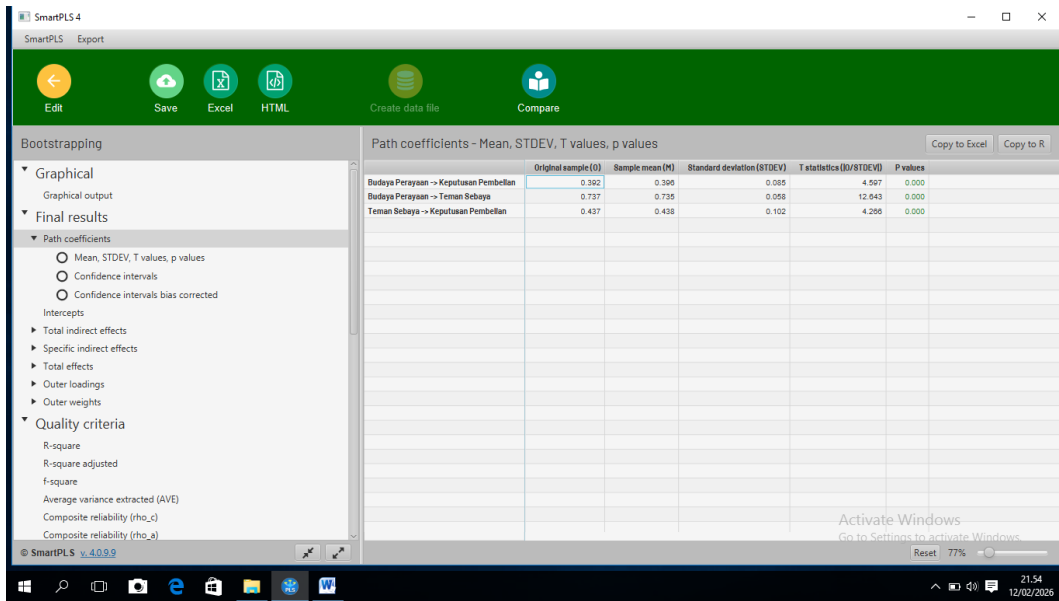 SmartPLS 4
SmartPLS Export
Edit Save Excel HTML Create data file Compare
Bootstrapping
Graphical
Graphical output
Final results
Path coefficients
Mean, STDEV, T values, p values
Confidence intervals
Confidence intervals bias corrected
Intercepts
Total indirect effects
Specific indirect effects
Total effects
Outer loadings
Outer weights
Quality criteria
R-square
R-square adjusted
f-square
Average variance extracted (AVE)
Composite reliability (rho_c)
Composite reliability (rho_a)
© SmartPLS v. 4.0.9.9
Path coefficients - Mean, STDEV, T values, p values Copy to Excel Copy to R
Original sample (O) Sample mean (M) Standard deviation (STDEV) T statistics (|O/STDEV|) P values
Budaya Perayaan -> Keputusan Pembelian 0.392 0.396 0.085 4.597 0.000
Budaya Perayaan -> Teman Sebaya 0.737 0.735 0.058 12.643 0.000
Teman Sebaya -> Keputusan Pembelian 0.437 0.438 0.102 4.266 0.000
Activate Windows
Go to Settings to activate Windows.
Reset 77%
PLS
21.54
12/02/2026